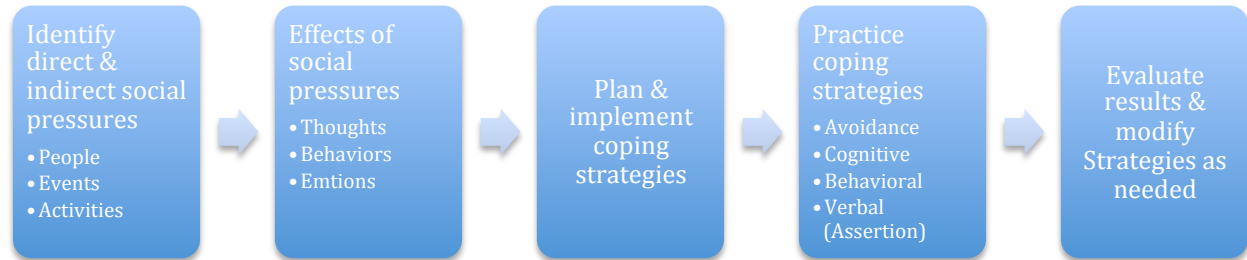 Identify
direct &
indirect social
pressures
• People
• Events
• Activities
Effects of
social
pressures
• Thoughts
• Behaviors
• Emtions
Plan &
implement
coping
strategies
Practice
coping
strategies
• Avoidance
• Cognitive
• Behavioral
• Verbal
(Assertion)
Evaluate
results &
modify
Strategies as
needed